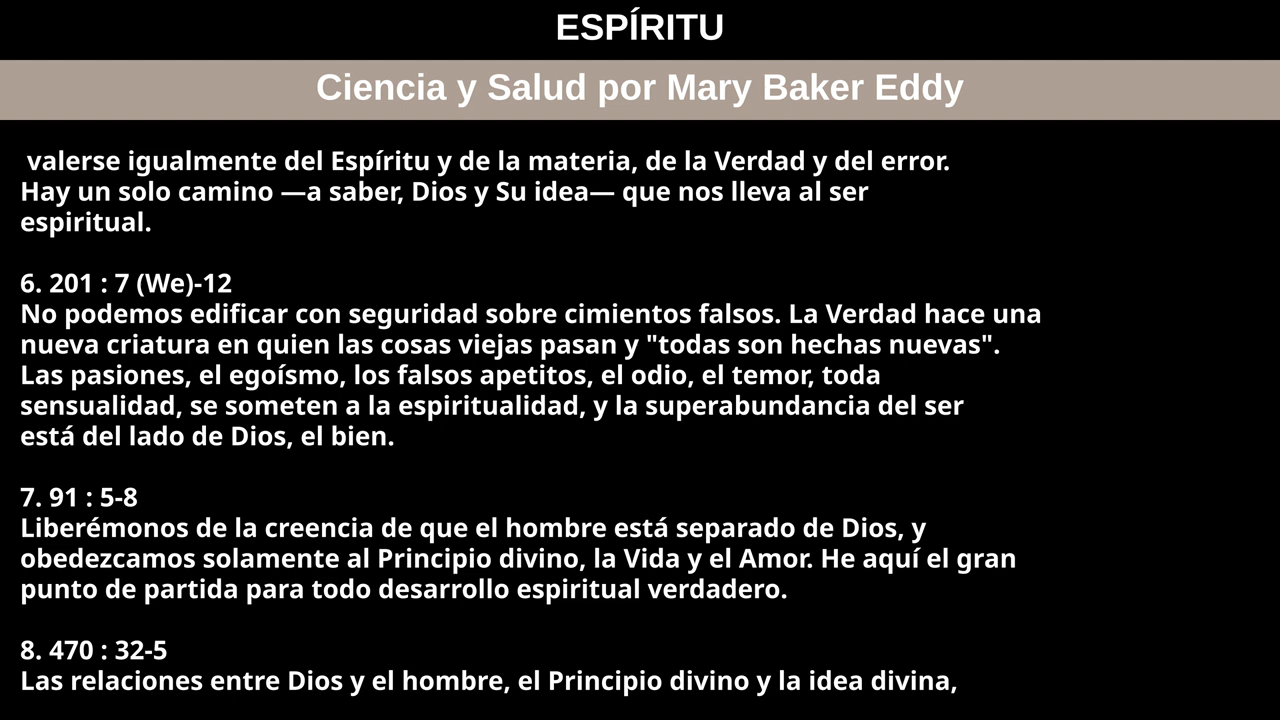 ESPÍRITU
Ciencia y Salud por Mary Baker Eddy
valerse igualmente del Espíritu y de la materia, de la Verdad y del error.
Hay un solo camino —a saber, Dios y Su idea— que nos lleva al ser
espiritual.
6. 201 : 7 (We)-12
No podemos edificar con seguridad sobre cimientos falsos. La Verdad hace una
nueva criatura en quien las cosas viejas pasan y "todas son hechas nuevas".
Las pasiones, el egoísmo, los falsos apetitos, el odio, el temor, toda
sensualidad, se someten a la espiritualidad, y la superabundancia del ser
está del lado de Dios, el bien.
7. 91 : 5-8
Liberémonos de la creencia de que el hombre está separado de Dios, y
obedezcamos solamente al Principio divino, la Vida y el Amor. He aquí el gran
punto de partida para todo desarrollo espiritual verdadero.
8. 470 : 32-5
Las relaciones entre Dios y el hombre, el Principio divino y la idea divina,